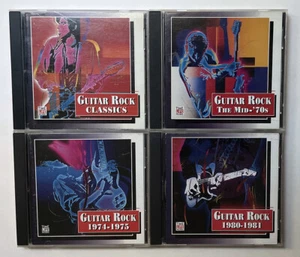 GUITAR ROCK
CLASSICS
GUITAR ROCK
THE MID-'70S
GUITAR ROCK
1974-1975
GUITAR ROCK
1980-1981